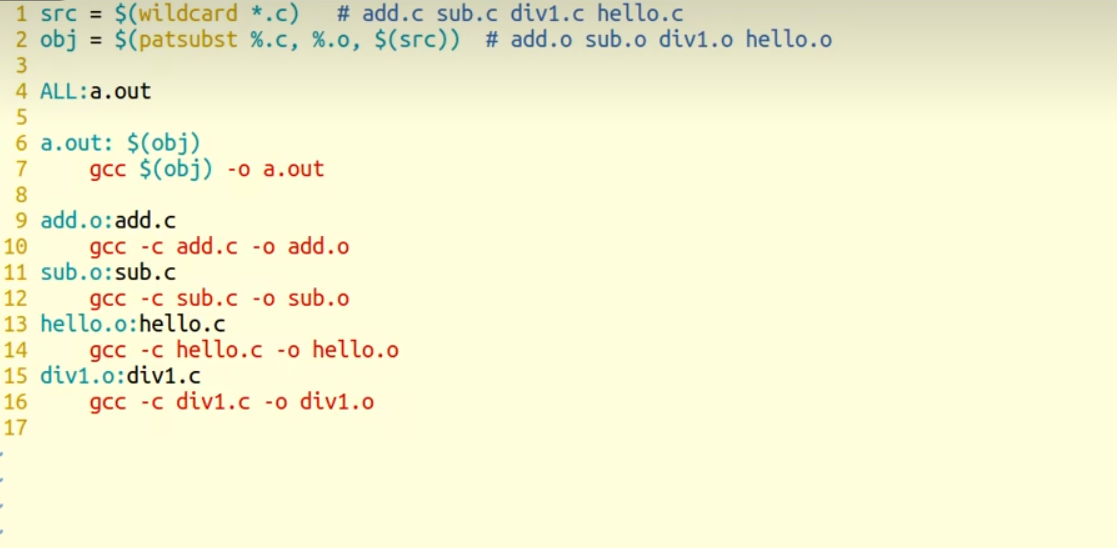 1 src = $(wildcard *.c)   # add.c sub.c div1.c hello.c
2 obj = $(patsubst %.c, %.o, $(src))  # add.o sub.o div1.o hello.o
3
4 ALL:a.out
5
6 a.out: $(obj)
7     gcc $(obj) -o a.out
8
9 add.o:add.c
10     gcc -c add.c -o add.o
11 sub.o:sub.c
12     gcc -c sub.c -o sub.o
13 hello.o:hello.c
14     gcc -c hello.c -o hello.o
15 div1.o:div1.c
16     gcc -c div1.c -o div1.o
17
~
~
~
~